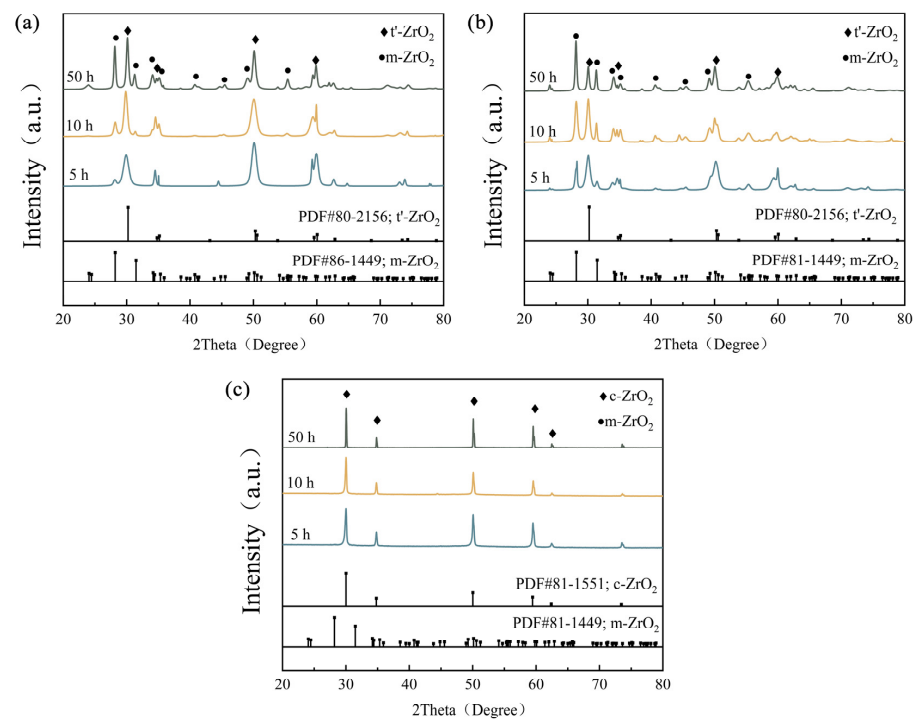 (a)
◆ t'-ZrO₂
● m-ZrO₂
50 h
10 h
5 h
PDF#80-2156; t'-ZrO₂
PDF#86-1449; m-ZrO₂
Intensity（a.u.）
20 30 40 50 60 70 80
2Theta（Degree）
(b)
◆ t'-ZrO₂
● m-ZrO₂
50 h
10 h
5 h
PDF#80-2156; t'-ZrO₂
PDF#81-1449; m-ZrO₂
Intensity（a.u.）
20 30 40 50 60 70 80
2Theta（Degree）
(c)
◆ c-ZrO₂
●m-ZrO₂
50 h
10 h
5 h
PDF#81-1551; c-ZrO₂
PDF#81-1449; m-ZrO₂
Intensity（a.u.）
20 30 40 50 60 70 80
2Theta（Degree）